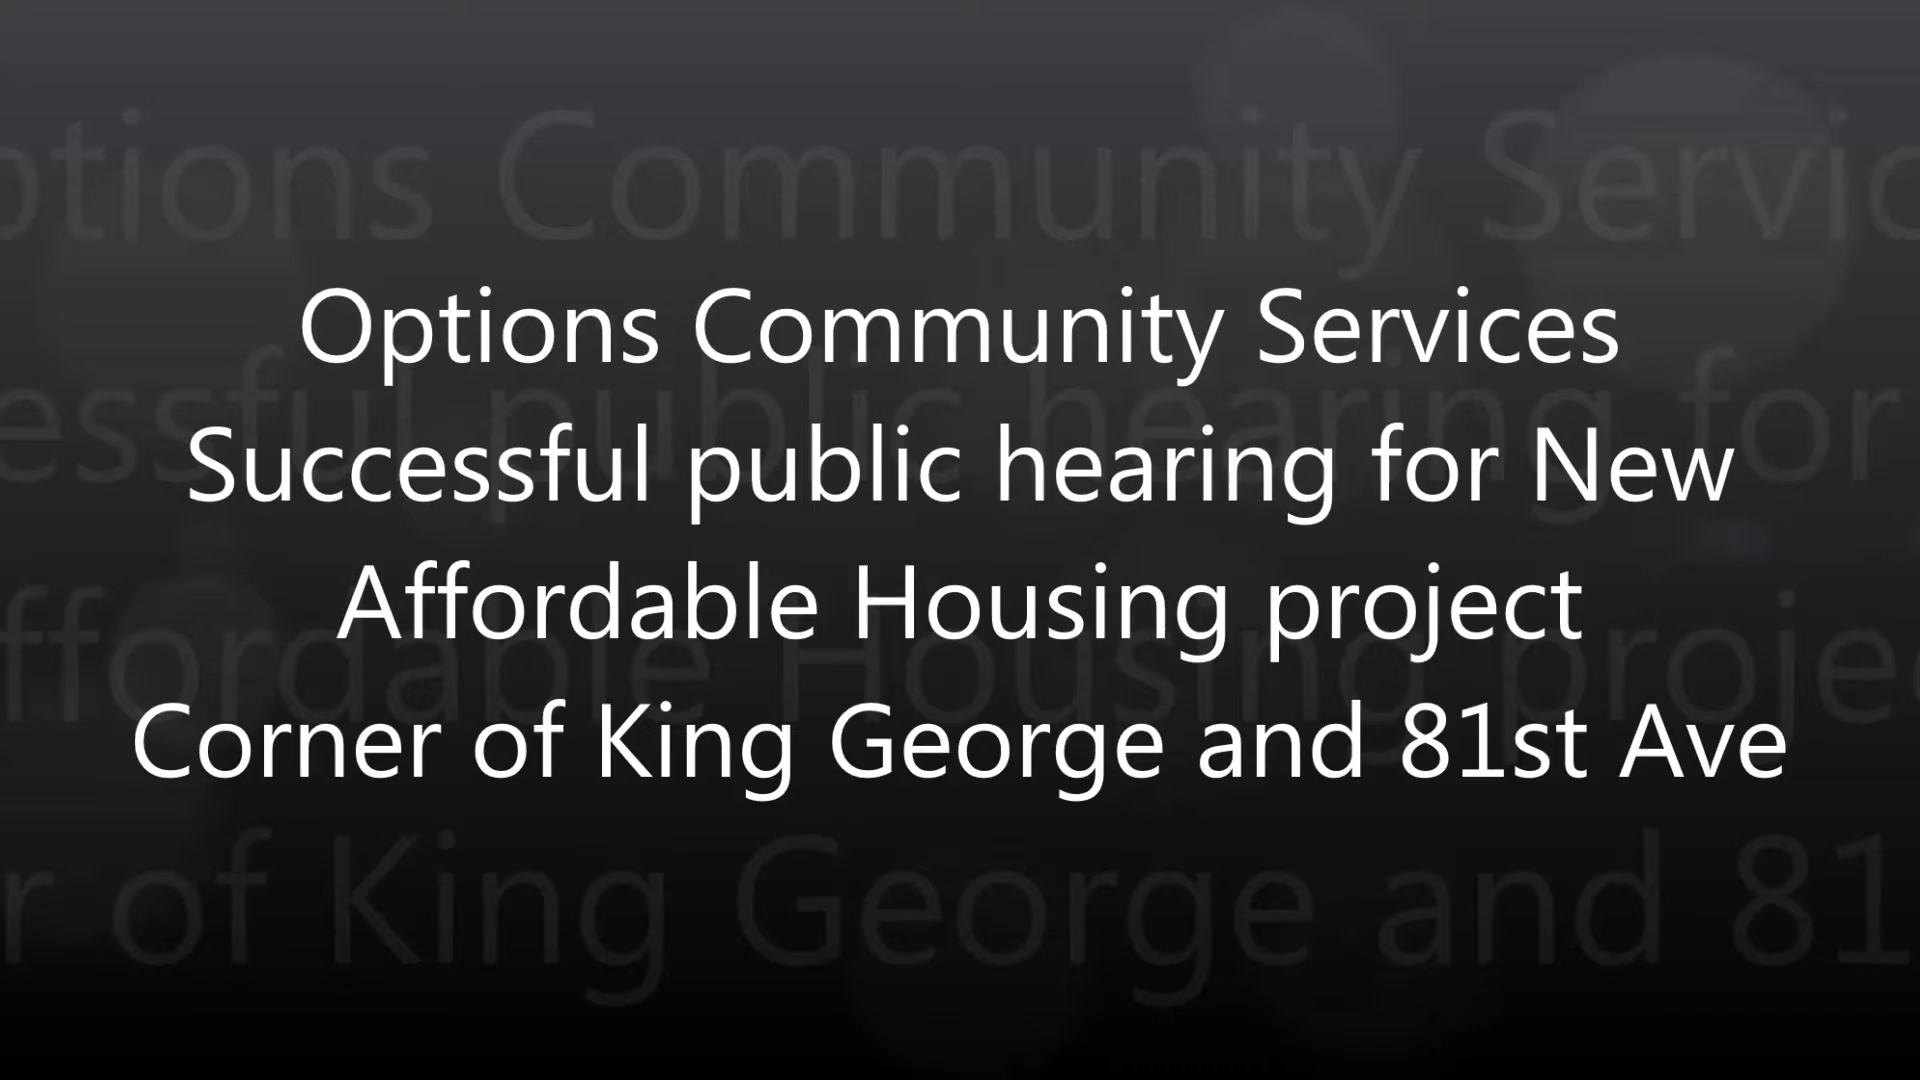 Options Community Services
Successful public hearing for New
Affordable Housing project
Corner of King George and 81st Ave